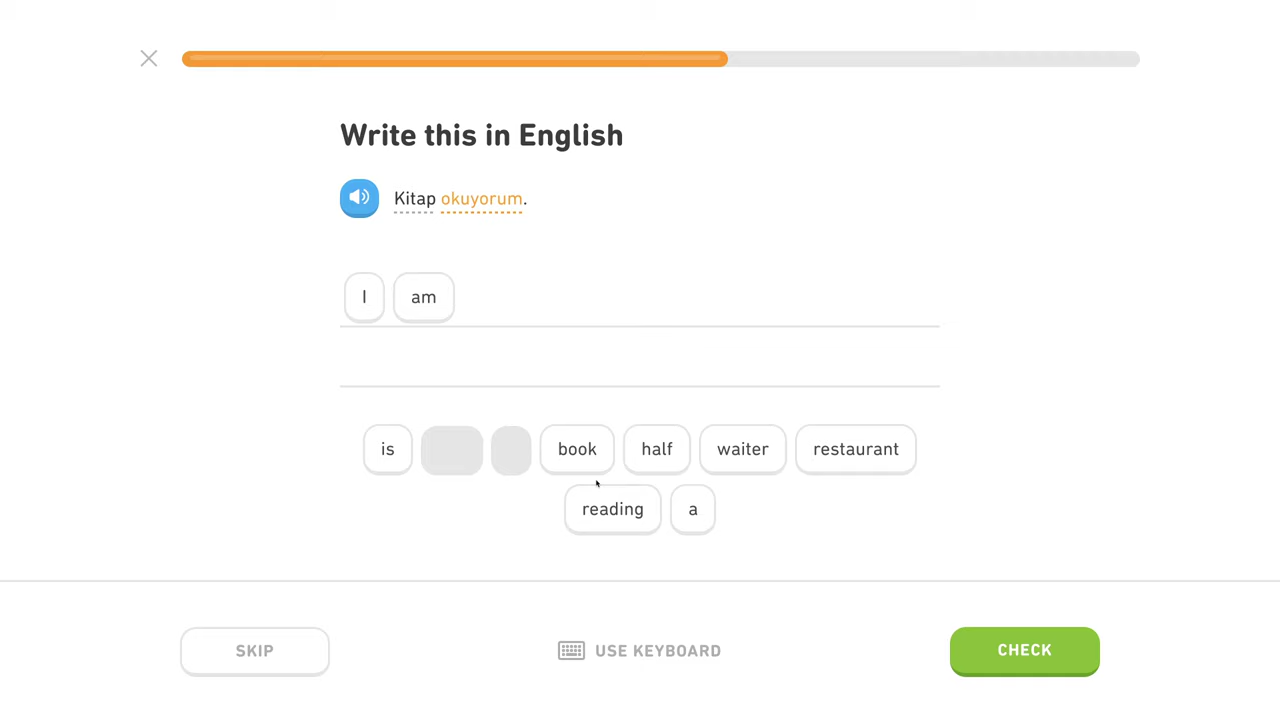 Write this in English
Kitap okuyorum.
I am
is book half waiter restaurant
reading a
SKIP USE KEYBOARD CHECK